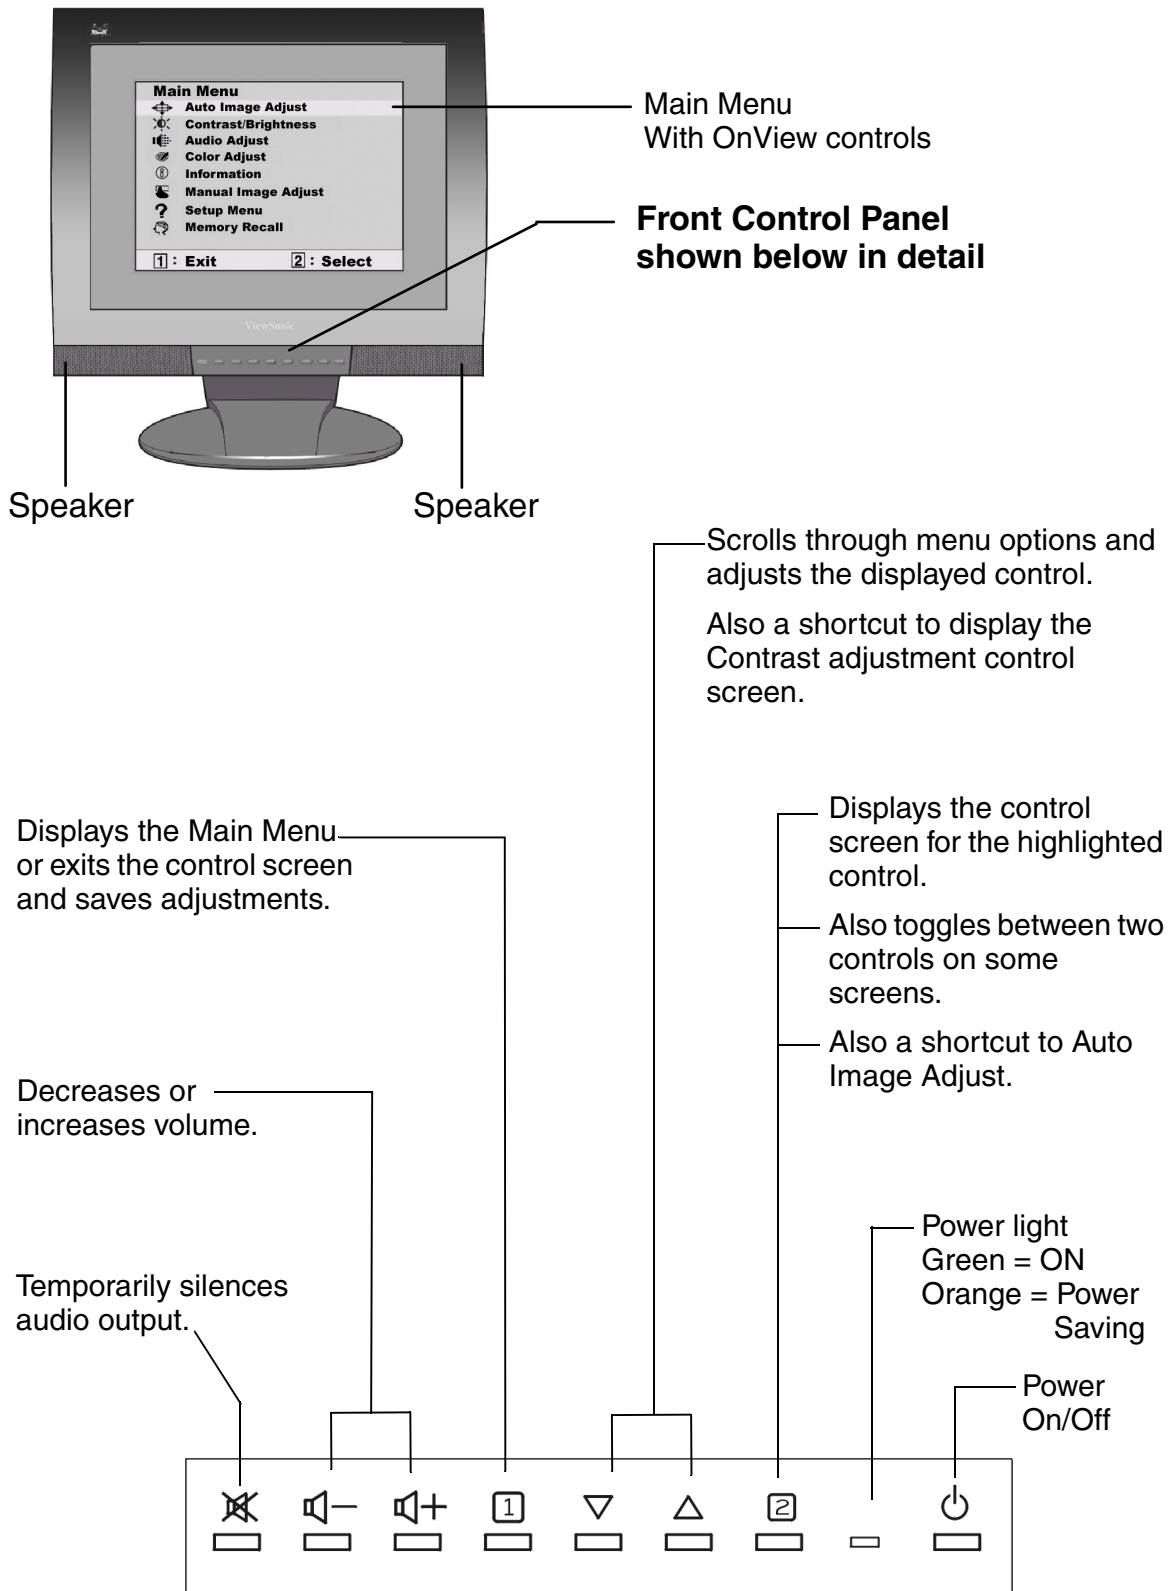 Main Menu
Auto Image Adjust
Contrast/Brightness
Audio Adjust
Color Adjust
Information
Manual Image Adjust
Setup Menu
Memory Recall
1 : Exit 2 : Select
ViewSonic
Main Menu
With OnView controls
Front Control Panel
shown below in detail
Speaker Speaker
Scrolls through menu options and
adjusts the displayed control.
Also a shortcut to display the
Contrast adjustment control
screen.
Displays the Main Menu
or exits the control screen
and saves adjustments.
Displays the control
screen for the highlighted
control.
Also toggles between two
controls on some
screens.
Also a shortcut to Auto
Image Adjust.
Decreases or
increases volume.
Power light
Green = ON
Orange = Power
Saving
Temporarily silences
audio output.
Power
On/Off
1 2